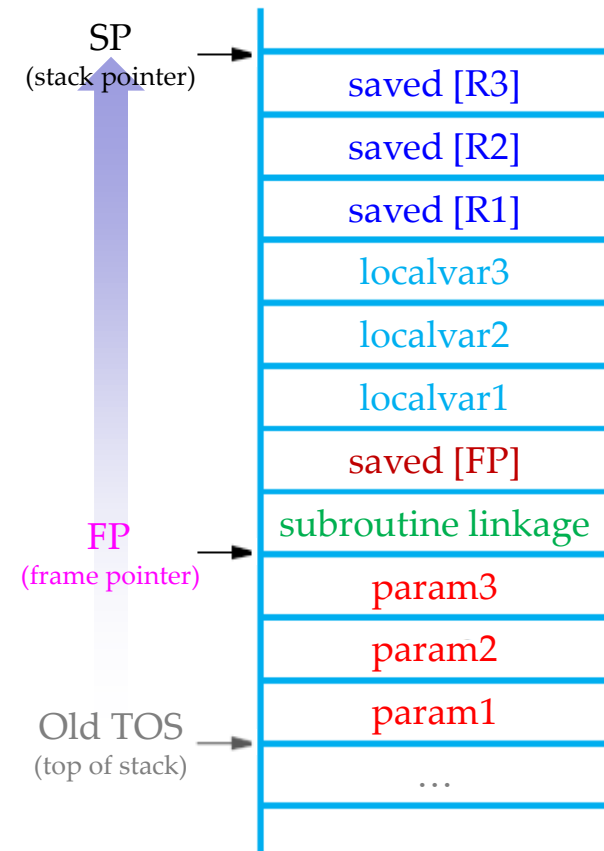 SP
(stack pointer)
saved [R3]
saved [R2]
saved [R1]
localvar3
localvar2
localvar1
saved [FP]
subroutine linkage
FP
(frame pointer)
param3
param2
param1
Old TOS
(top of stack)
...